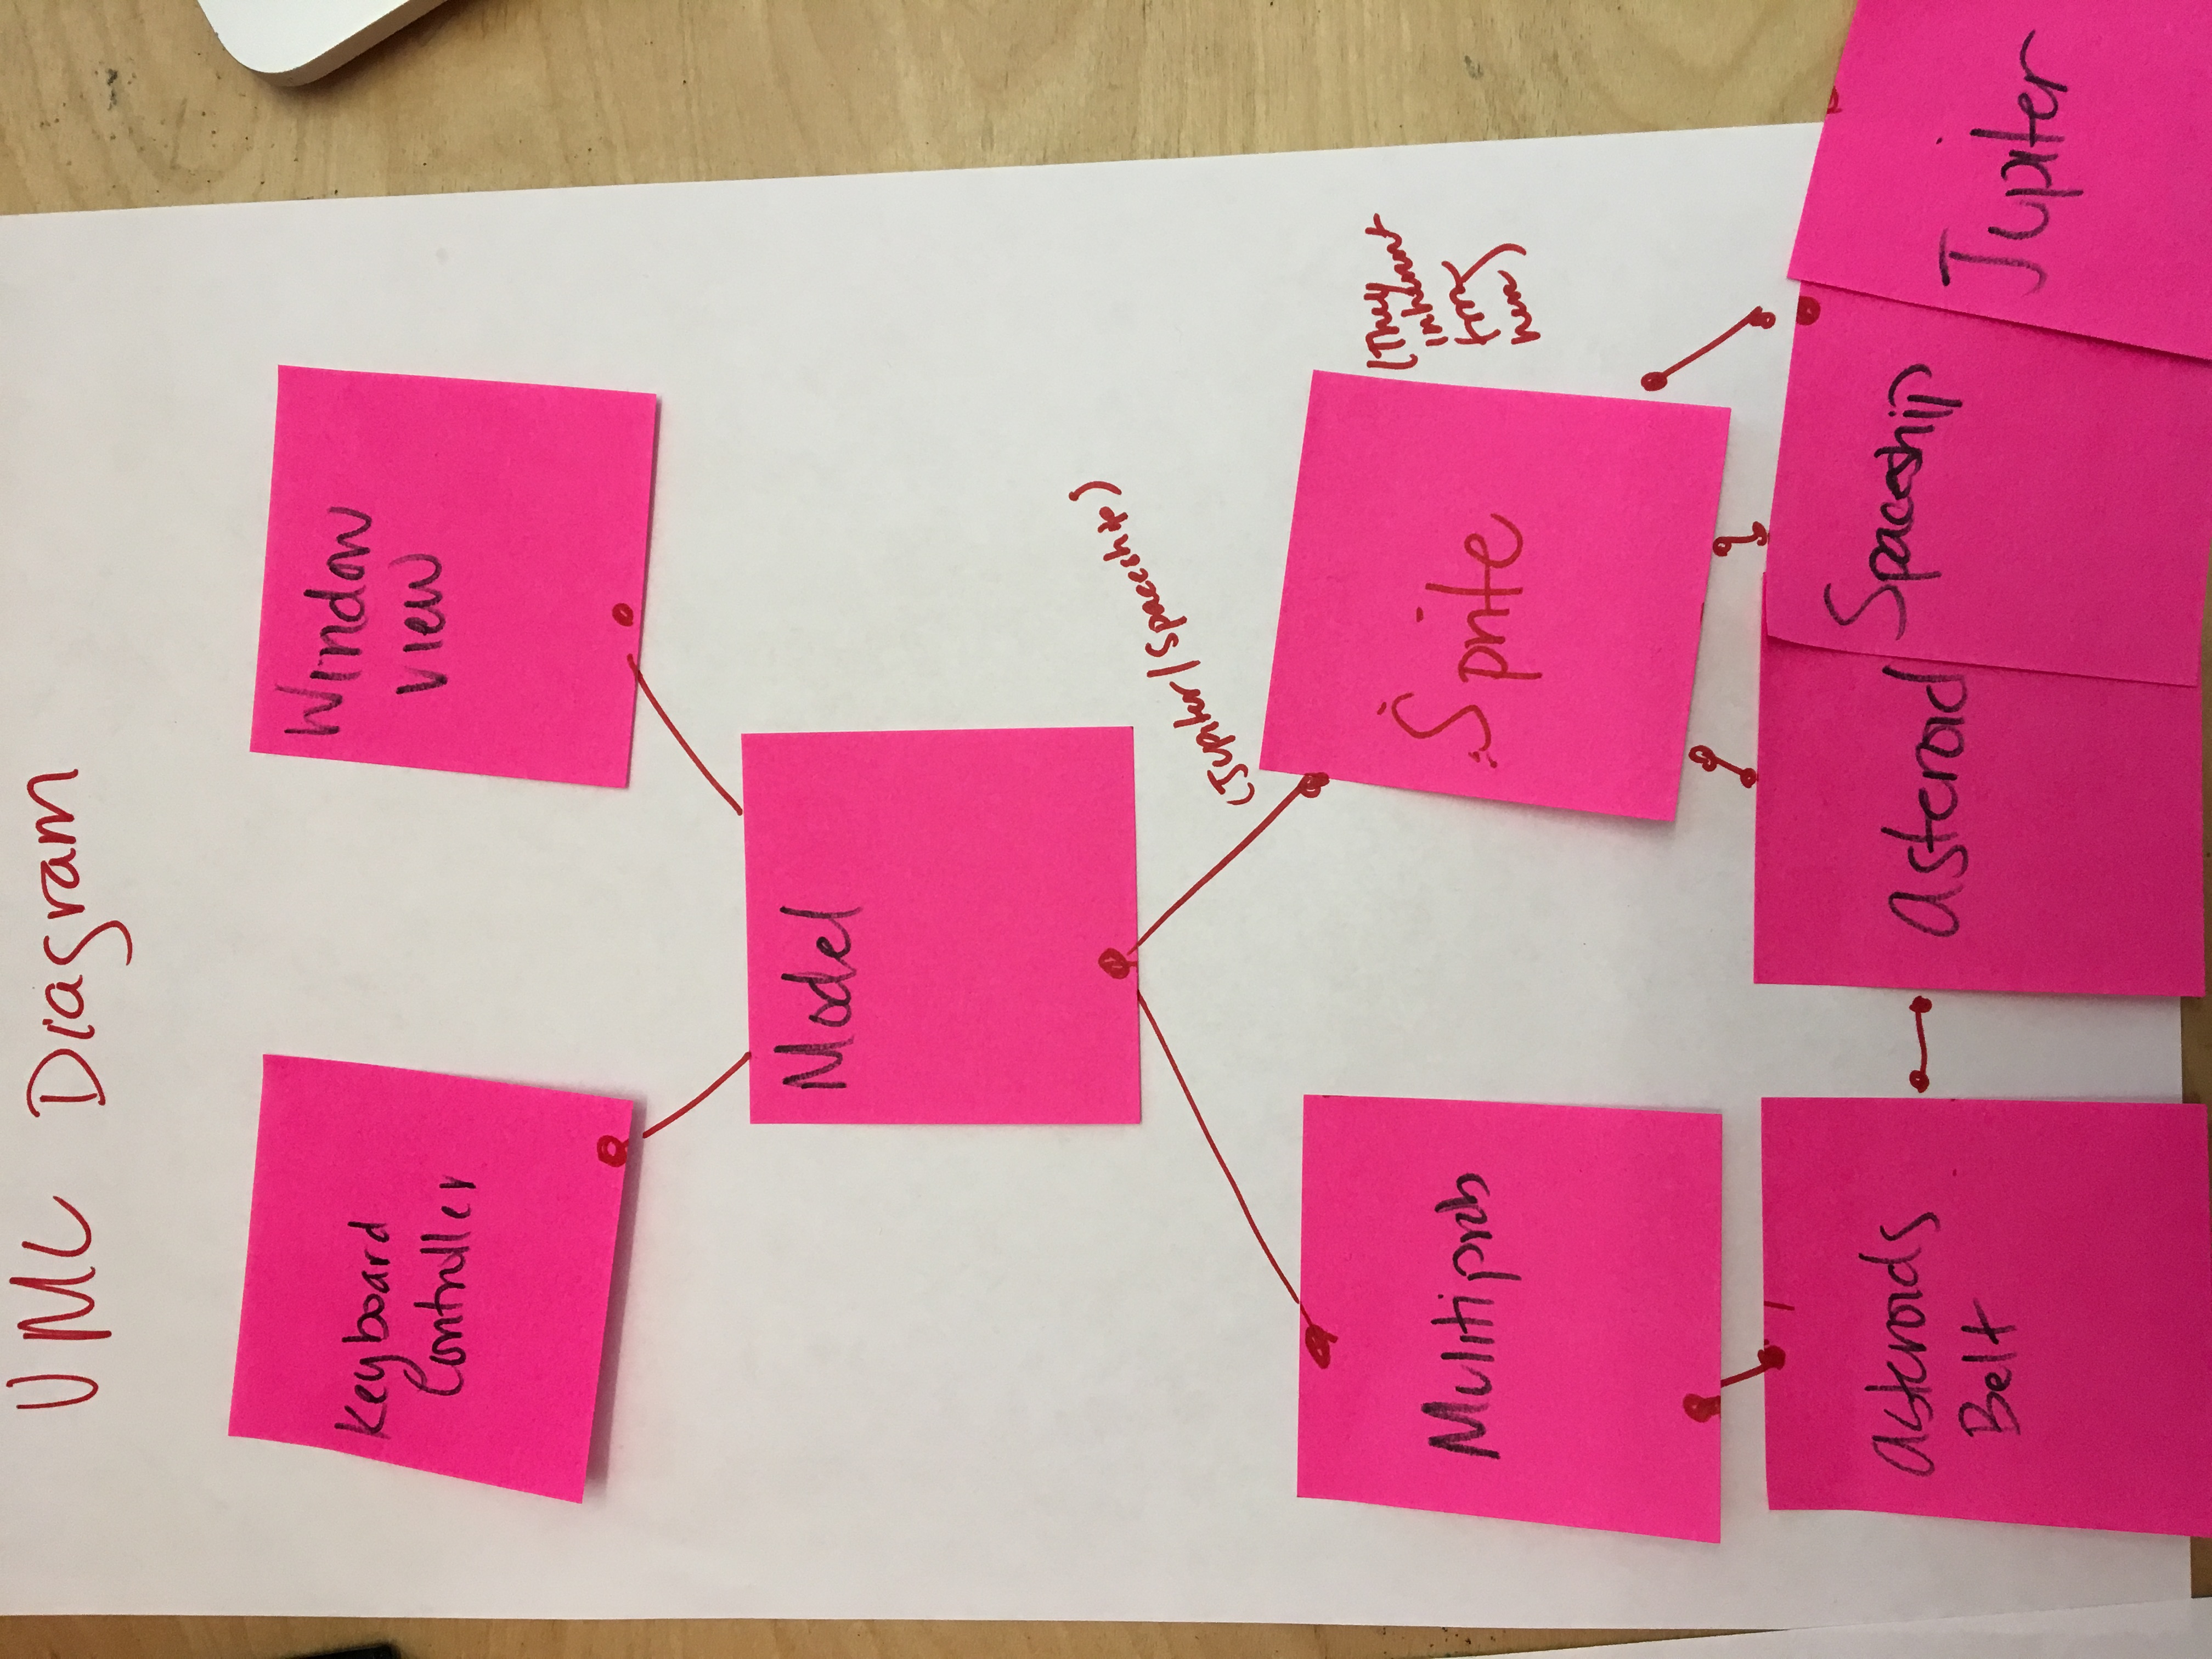 UML Diagram
Keyboard
Controller
Window
View
Model
(Jupiter/Spaceship)
Multiprob
Sprite
(They
inherent
from
here)
asteroids
Belt
asteroid
Spaceship
Jupiter